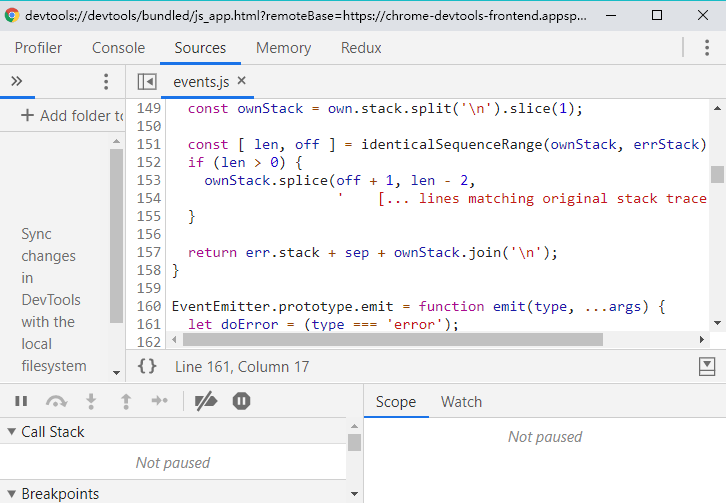 devtools://devtools/bundled/js_app.html?remoteBase=https://chrome-devtools-frontend.appsp...
Profiler Console Sources Memory Redux
» events.js ×
+ Add folder to
Sync
changes
in
DevTools
with the
local
filesystem
149 const ownStack = own.stack.split('\n').slice(1);
150
151 const [ len, off ] = identicalSequenceRange(ownStack, errStack)
152 if (len > 0) {
153 ownStack.splice(off + 1, len - 2,
154 ' [... lines matching original stack trace
155 }
156
157 return err.stack + sep + ownStack.join('\n');
158 }
159
160 EventEmitter.prototype.emit = function emit(type, ...args) {
161 let doError = (type === 'error');
162
{} Line 161, Column 17
Call Stack
Not paused
Breakpoints
Scope Watch
Not paused